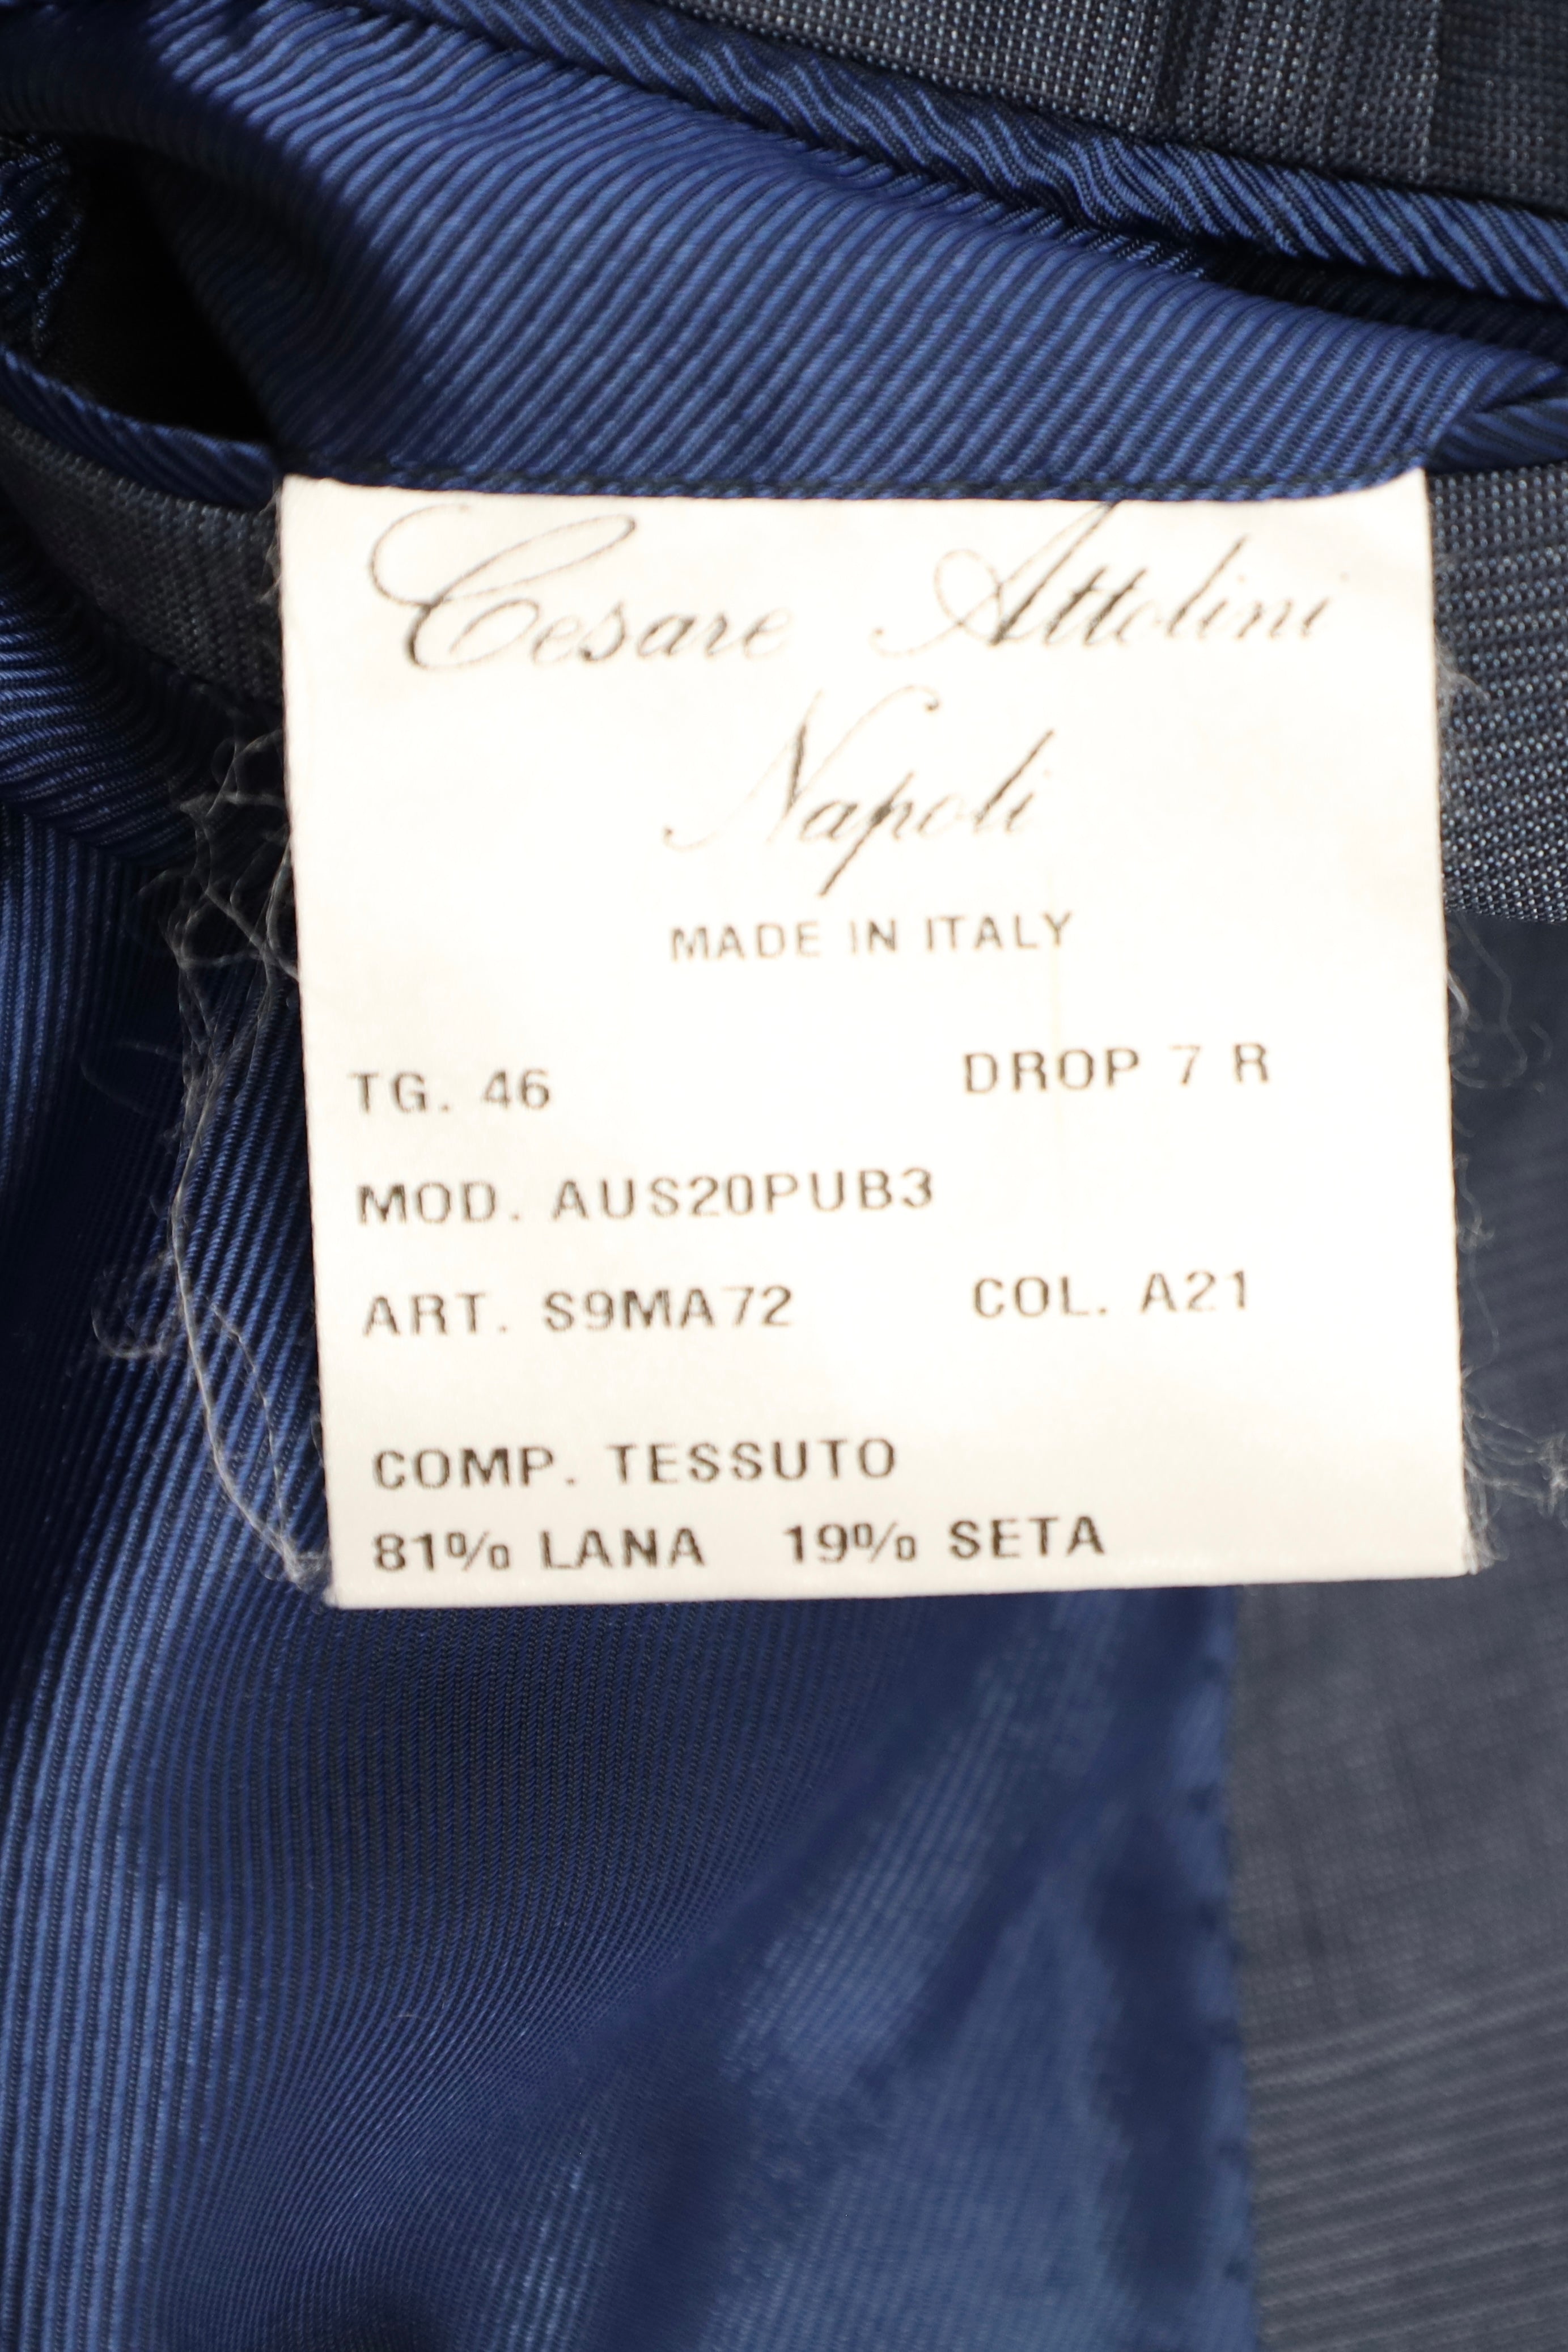 Cesare Attolini
Napoli
MADE IN ITALY
TG. 46 DROP 7 R
MOD. AUS20PUB3
ART. S9MA72 COL. A21
COMP. TESSUTO
81% LANA 19% SETA